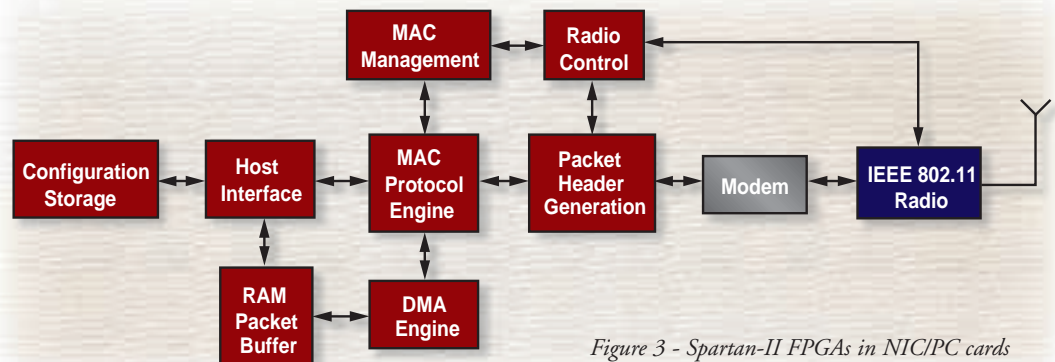 MAC
Management
Radio
Control
Configuration
Storage
Host
Interface
MAC
Protocol
Engine
Packet
Header
Generation
Modem
IEEE 802.11
Radio
RAM
Packet
Buffer
DMA
Engine
Figure 3 - Spartan-II FPGAs in NIC/PC cards